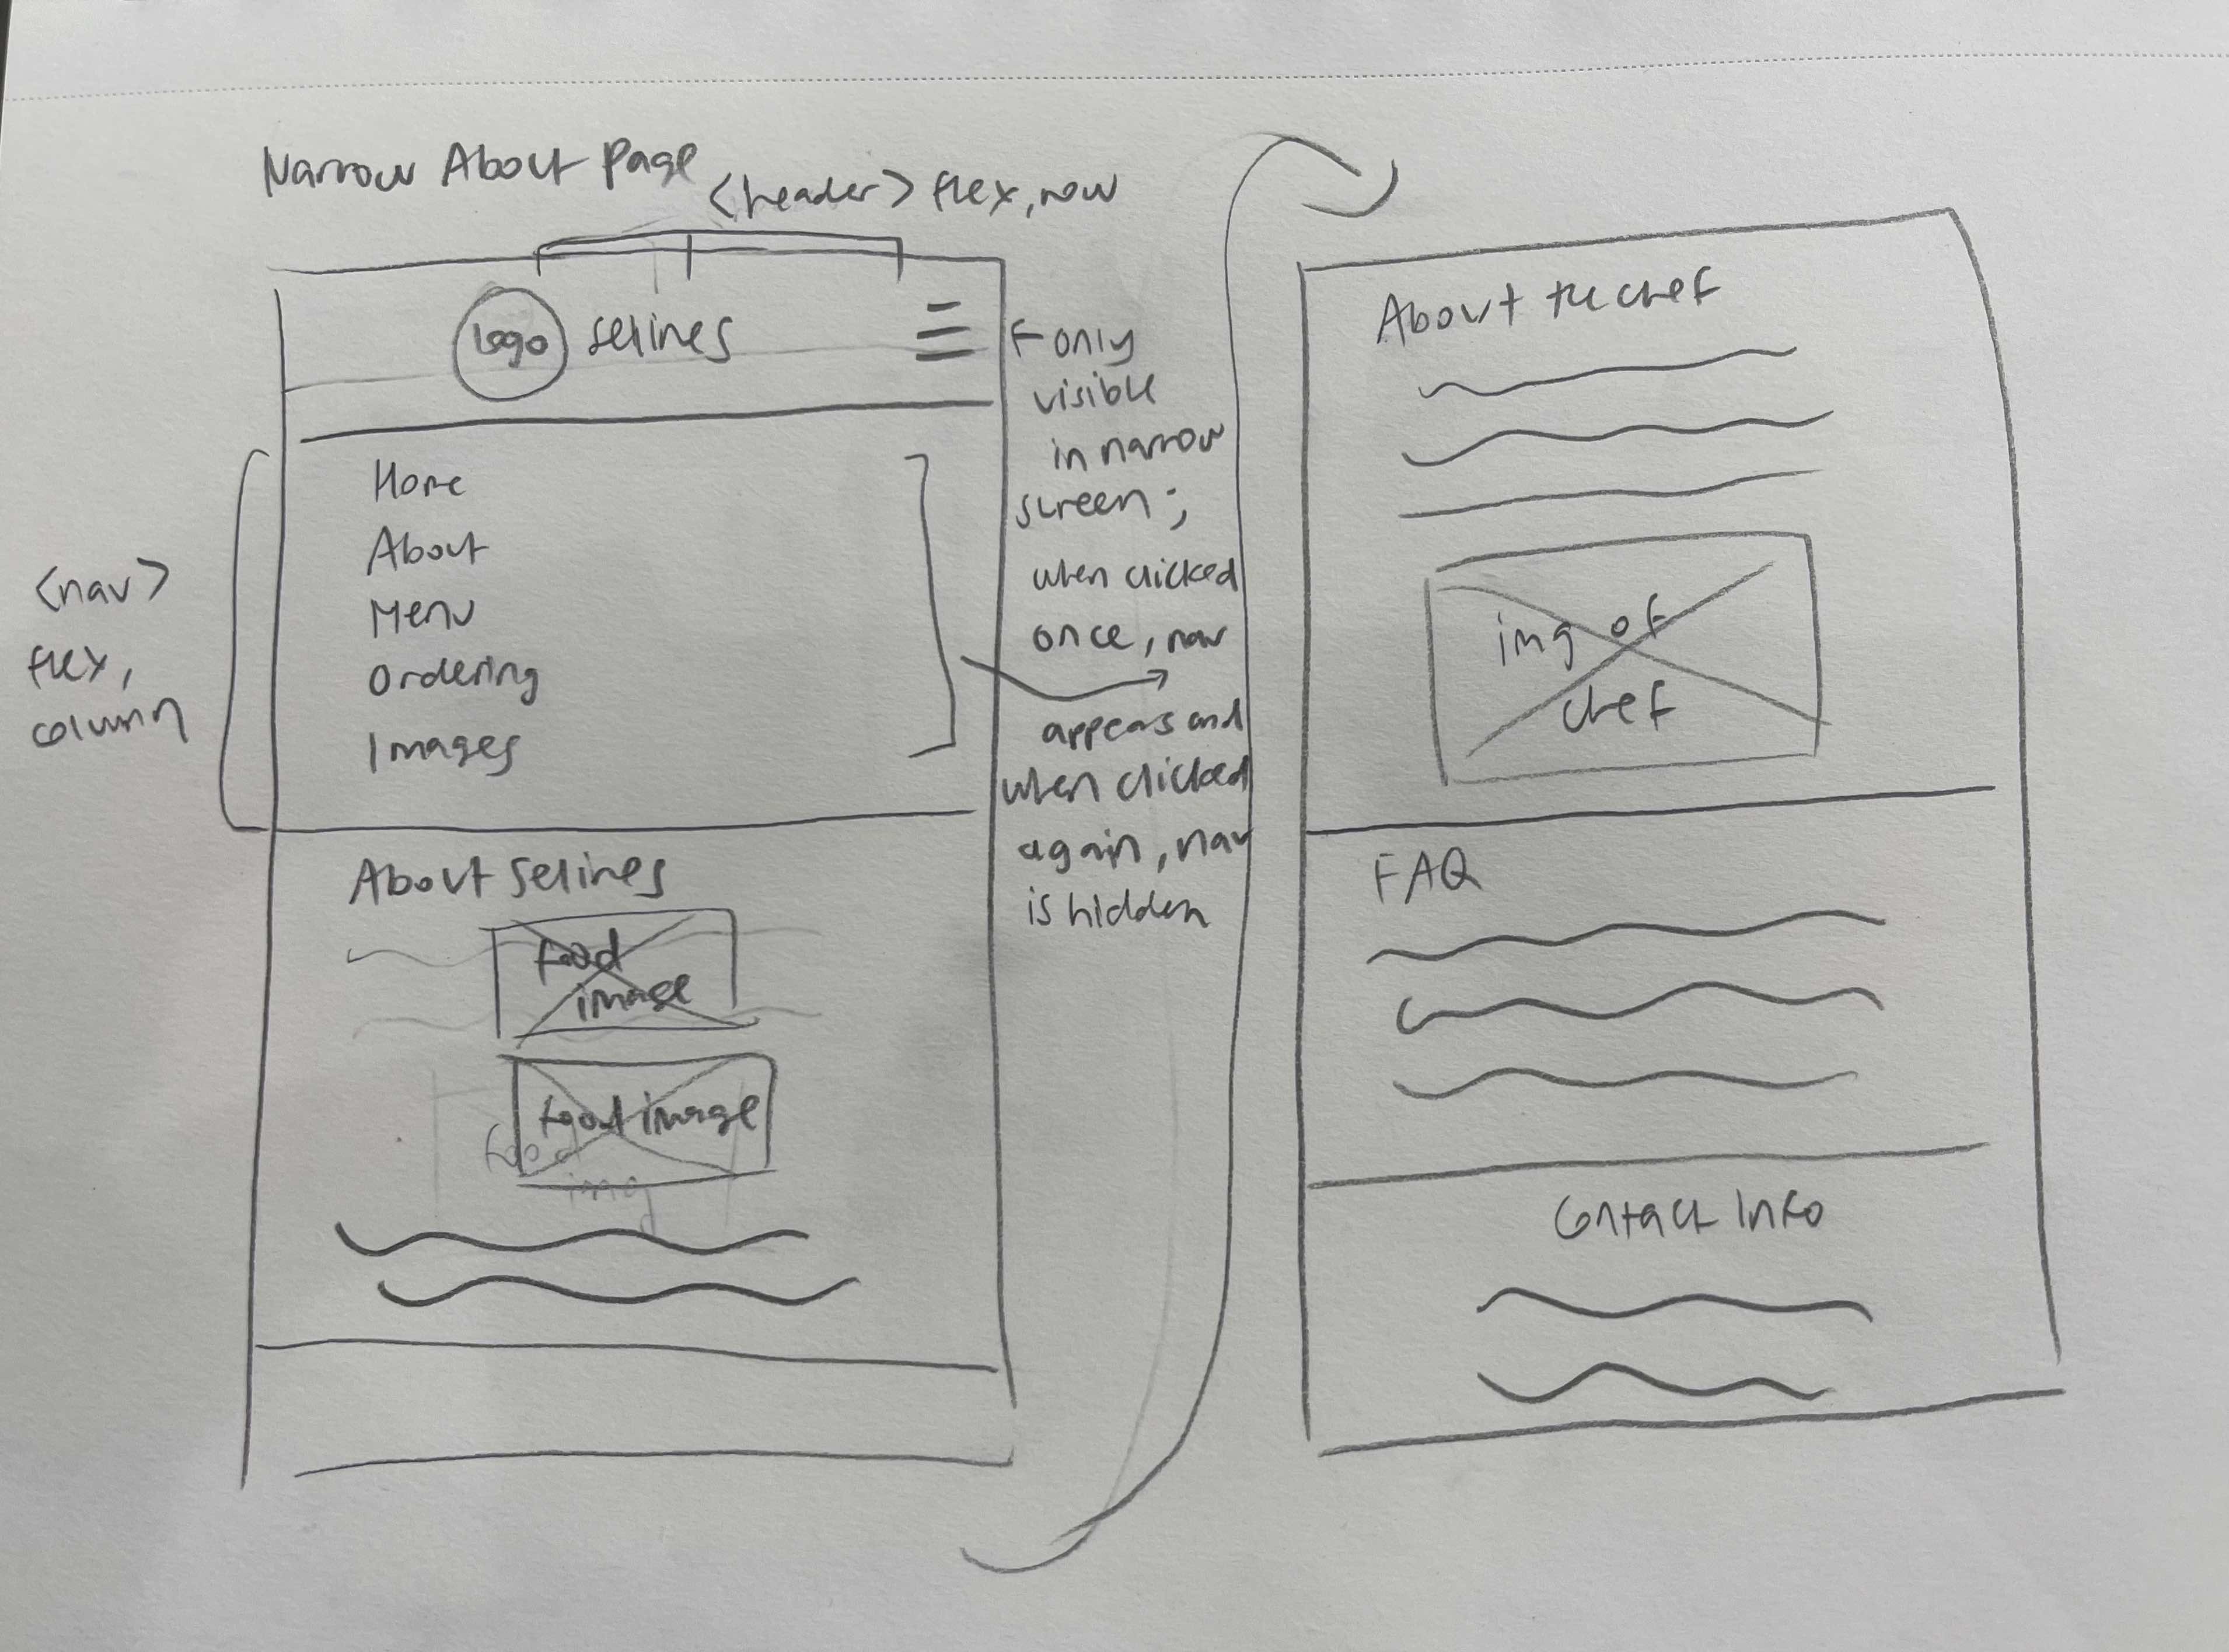 Narrow About Page
<header> flex, row
Logo
Selines
← only
visible
in narrow
screen;
when clicked
once, nav
appears and
when clicked
again, nav
is hidden
<nav>
flex,
column
Home
About
Menu
Ordering
Images
About Selines
food
image
food image
food
img
About the chef
img of
chef
FAQ
Contact Info